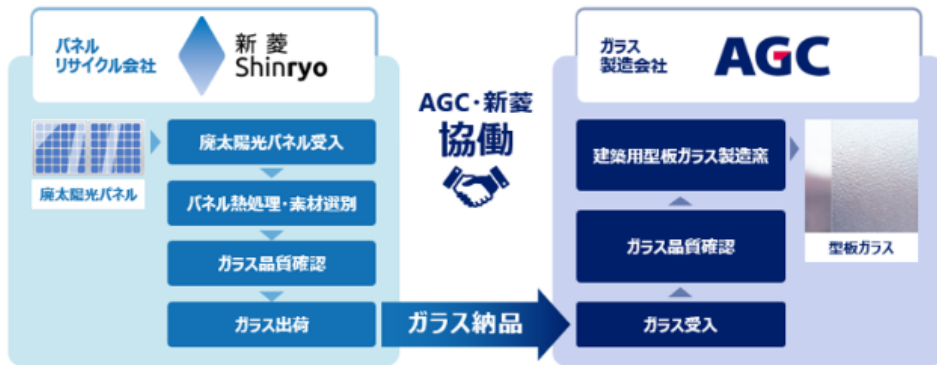 パネル
リサイクル会社
新菱
Shinryo
廃太陽光パネル
廃太陽光パネル受入
パネル熱処理・素材選別
ガラス品質確認
ガラス出荷
AGC・新菱
協働
ガラス納品
ガラス
製造会社
AGC
建築用型板ガラス製造窯
ガラス品質確認
ガラス受入
型板ガラス